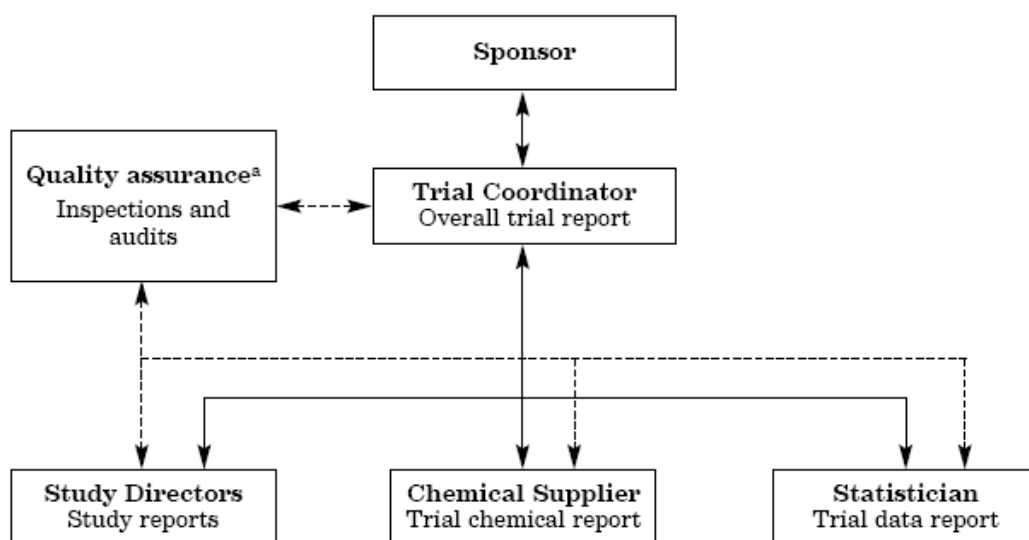 Sponsor
Quality assuranceᵃ
Inspections and
audits
Trial Coordinator
Overall trial report
Study Directors
Study reports
Chemical Supplier
Trial chemical report
Statistician
Trial data report